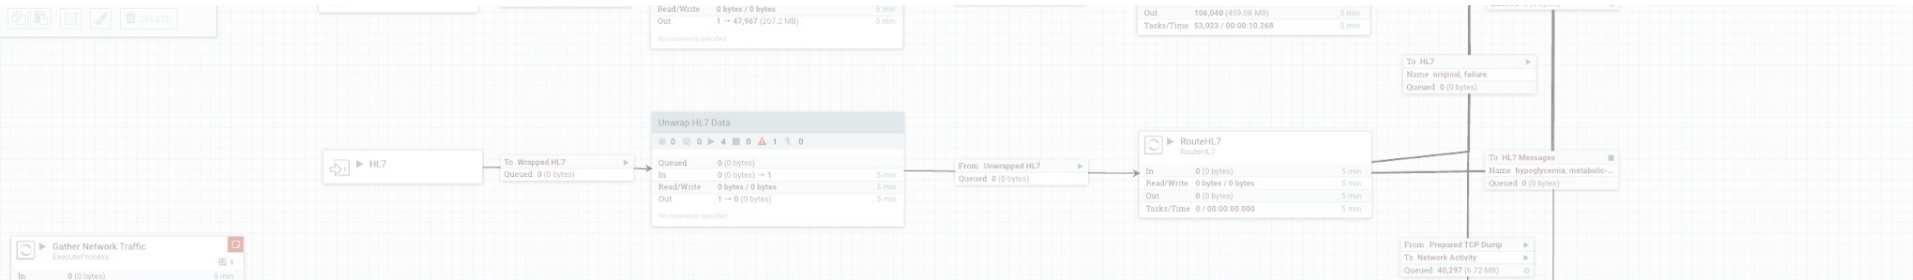 DELETE
Read/Write 0 bytes / 0 bytes 5 min
Out 1 → 47,967 (207.2 MB) 5 min
No comments specified
Out 106,040 (459.08 MB) 5 min
Tasks/Time 53,023 / 00:00:10.268 5 min
To HL7
Name original, failure
Queued 0 (0 bytes)
HL7
To Wrapped HL7
Queued 0 (0 bytes)
Unwrap HL7 Data
0 0 4 0 1 0
Queued 0 (0 bytes)
In 0 (0 bytes) → 1 5 min
Read/Write 0 bytes / 0 bytes 5 min
Out 1 → 0 (0 bytes) 5 min
No comments specified
From Unwrapped HL7
Queued 0 (0 bytes)
RouteHL7
RouteHL7
In 0 (0 bytes) 5 min
Read/Write 0 bytes / 0 bytes 5 min
Out 0 (0 bytes) 5 min
Tasks/Time 0 / 00:00:00.000 5 min
To HL7 Messages
Name hypoglycemia, metabolic-...
Queued 0 (0 bytes)
Gather Network Traffic
ExecuteProcess
1
In 0 (0 bytes) 5 min
From Prepared TCP Dump
To Network Activity
Queued 40,297 (6.72 MB)